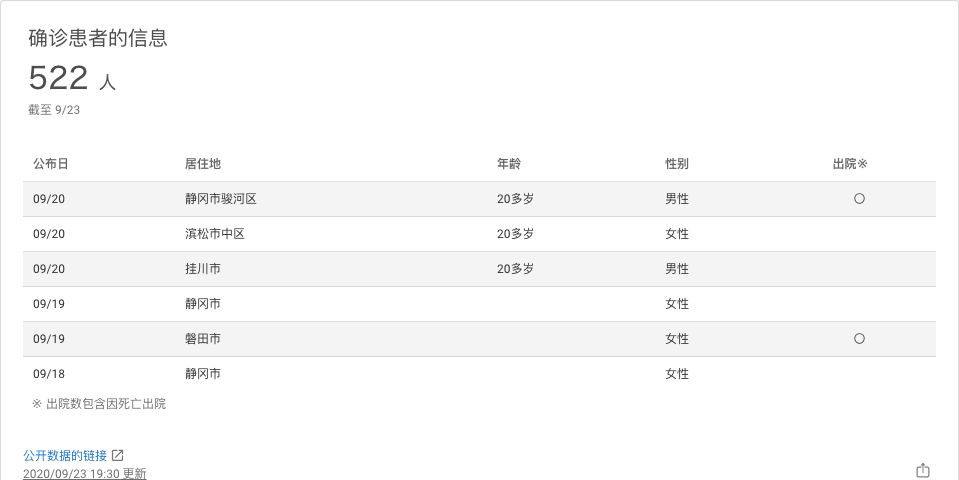 确诊患者的信息
522 人
截至 9/23
公布日 居住地 年龄 性别 出院※
09/20 静冈市骏河区 20多岁 男性 〇
09/20 滨松市中区 20多岁 女性
09/20 挂川市 20多岁 男性
09/19 静冈市 女性
09/19 磐田市 女性 〇
09/18 静冈市 女性
※ 出院数包含因死亡出院
公开数据的链接
2020/09/23 19:30 更新